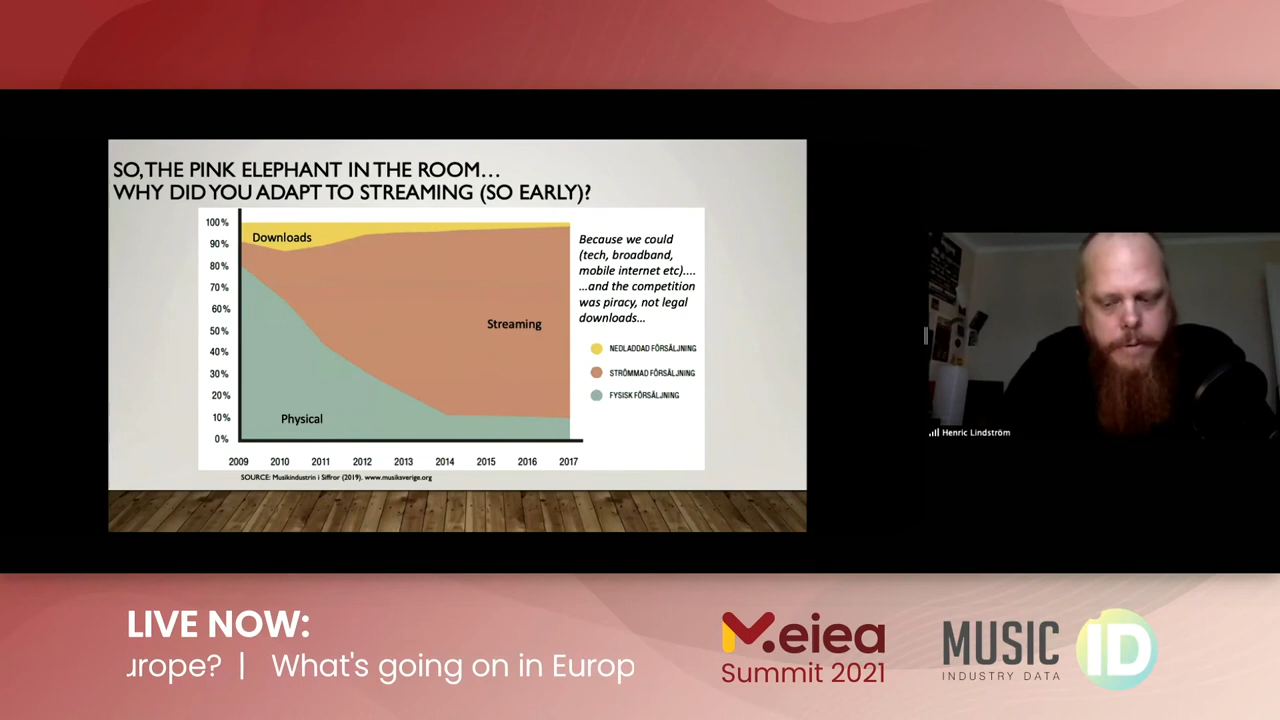 SO, THE PINK ELEPHANT IN THE ROOM…
WHY DID YOU ADAPT TO STREAMING (SO EARLY)?
100%
90%
80%
70%
60%
50%
40%
30%
20%
10%
0%
Downloads
Streaming
Physical
2009 2010 2011 2012 2013 2014 2015 2016 2017
Because we could
(tech, broadband,
mobile internet etc)....
…and the competition
was piracy, not legal
downloads…
NEDLADDAD FÖRSÄLJNING
STRÖMMAD FÖRSÄLJNING
FYSISK FÖRSÄLJNING
SOURCE: Musikindustrin i Siffror (2019). www.musiksverige.org
Henric Lindström
LIVE NOW:
urope? | What's going on in Europ
Meiea
Summit 2021
MUSIC
INDUSTRY DATA
ID